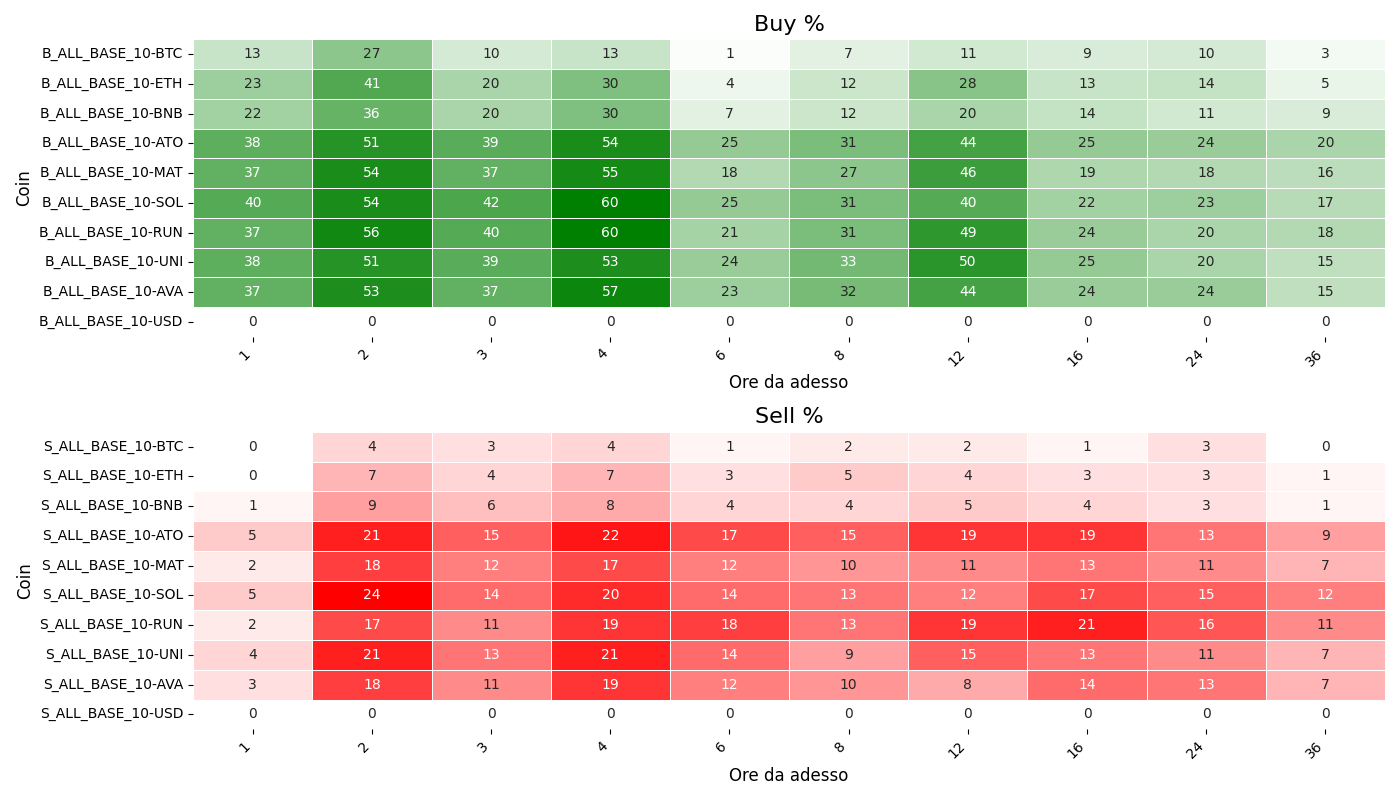 Buy %
Coin
B_ALL_BASE_10-BTC 13 27 10 13 1 7 11 9 10 3
B_ALL_BASE_10-ETH 23 41 20 30 4 12 28 13 14 5
B_ALL_BASE_10-BNB 22 36 20 30 7 12 20 14 11 9
B_ALL_BASE_10-ATO 38 51 39 54 25 31 44 25 24 20
B_ALL_BASE_10-MAT 37 54 37 55 18 27 46 19 18 16
B_ALL_BASE_10-SOL 40 54 42 60 25 31 40 22 23 17
B_ALL_BASE_10-RUN 37 56 40 60 21 31 49 24 20 18
B_ALL_BASE_10-UNI 38 51 39 53 24 33 50 25 20 15
B_ALL_BASE_10-AVA 37 53 37 57 23 32 44 24 24 15
B_ALL_BASE_10-USD 0 0 0 0 0 0 0 0 0 0
1 2 3 4 6 8 12 16 24 36
Ore da adesso
Sell %
Coin
S_ALL_BASE_10-BTC 0 4 3 4 1 2 2 1 3 0
S_ALL_BASE_10-ETH 0 7 4 7 3 5 4 3 3 1
S_ALL_BASE_10-BNB 1 9 6 8 4 4 5 4 3 1
S_ALL_BASE_10-ATO 5 21 15 22 17 15 19 19 13 9
S_ALL_BASE_10-MAT 2 18 12 17 12 10 11 13 11 7
S_ALL_BASE_10-SOL 5 24 14 20 14 13 12 17 15 12
S_ALL_BASE_10-RUN 2 17 11 19 18 13 19 21 16 11
S_ALL_BASE_10-UNI 4 21 13 21 14 9 15 13 11 7
S_ALL_BASE_10-AVA 3 18 11 19 12 10 8 14 13 7
S_ALL_BASE_10-USD 0 0 0 0 0 0 0 0 0 0
1 2 3 4 6 8 12 16 24 36
Ore da adesso